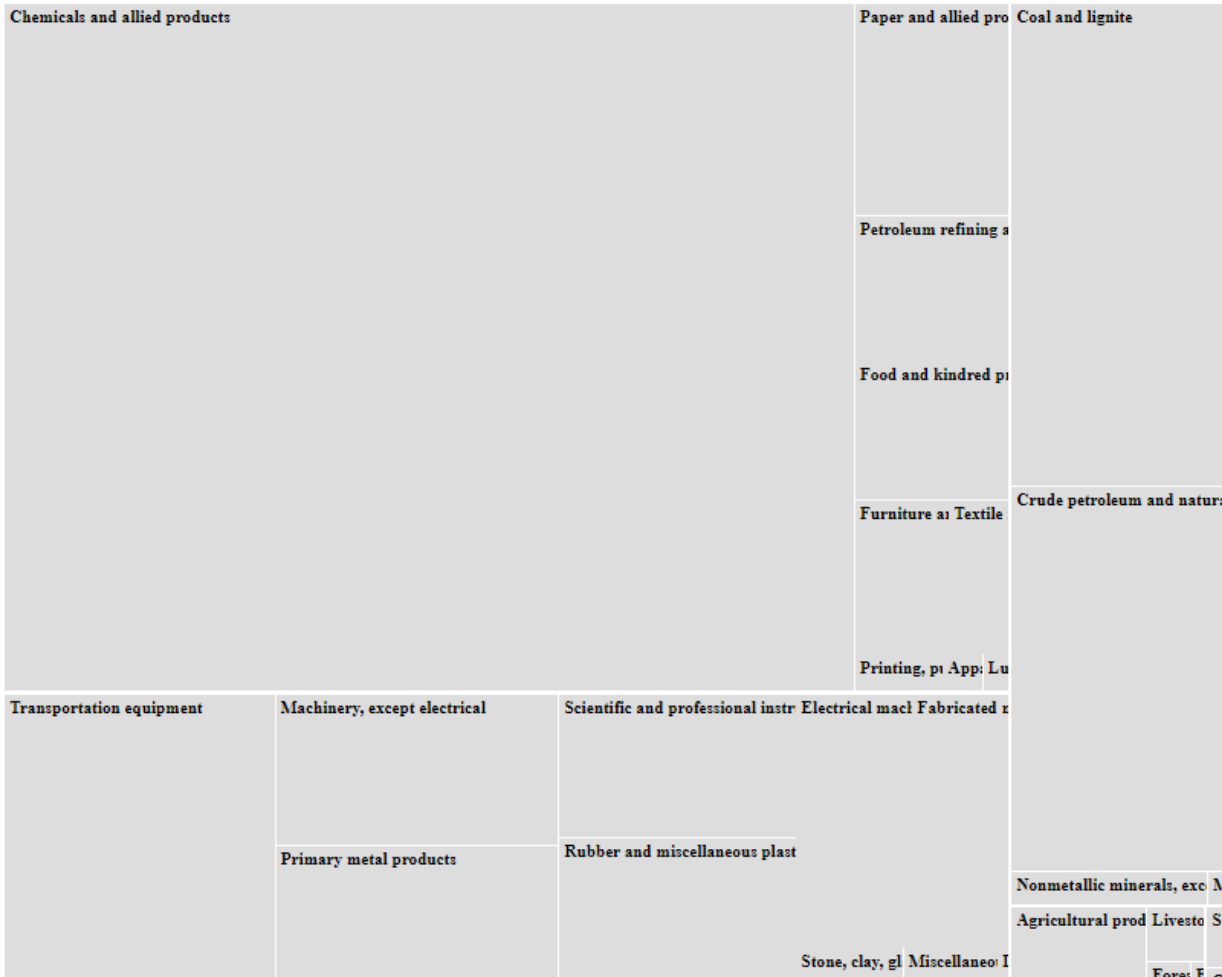 Chemicals and allied products
Paper and allied pro
Coal and lignite
Petroleum refining a
Food and kindred pr
Crude petroleum and natura
Furniture a
Textile
Printing, p
App
Lu
Transportation equipment
Machinery, except electrical
Scientific and professional instr
Electrical mach
Fabricated
Primary metal products
Rubber and miscellaneous plast
Nonmetallic minerals, exc
Agricultural prod
Livesto
S
Stone, clay, gl
Miscellaneo
Fores